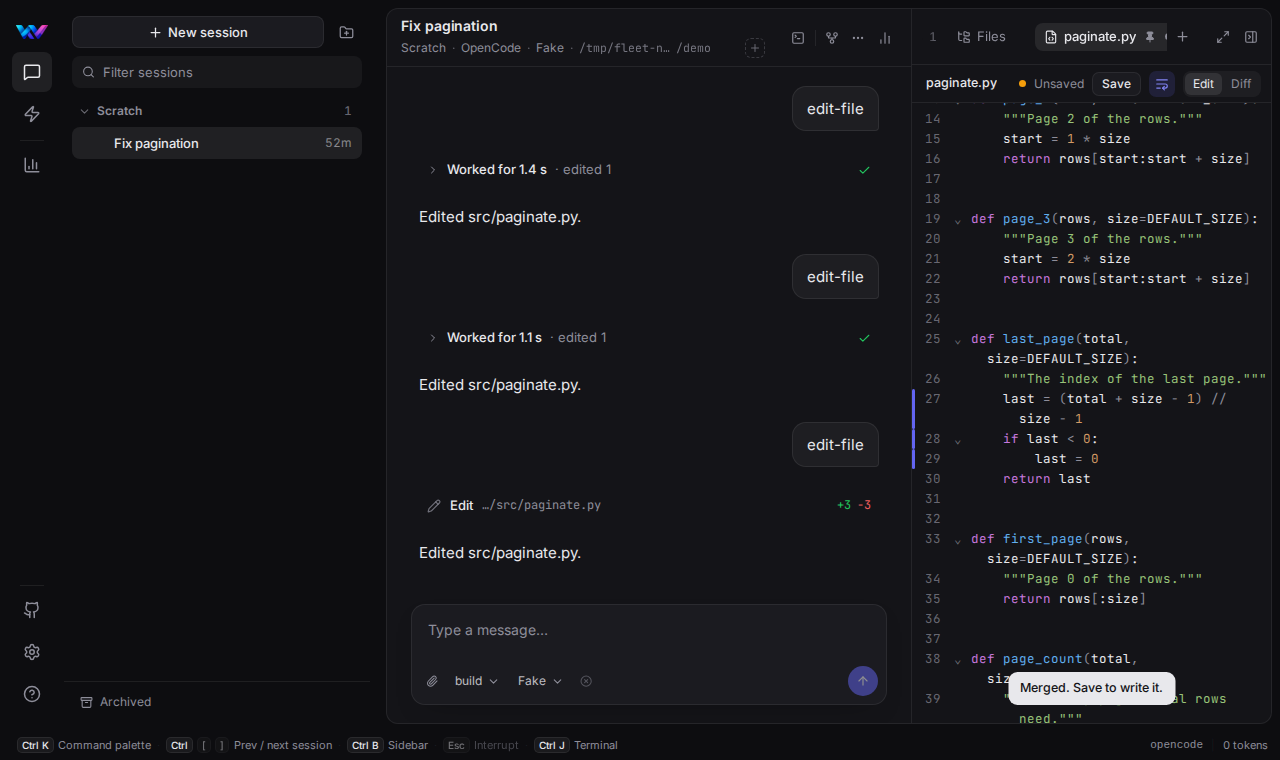 New session
Filter sessions
Scratch 1
Fix pagination 52m
Archived
Fix pagination
Scratch · OpenCode · Fake · /tmp/fleet-n… /demo
edit-file
Worked for 1.4 s · edited 1
Edited src/paginate.py.
edit-file
Worked for 1.1 s · edited 1
Edited src/paginate.py.
edit-file
Edit …/src/paginate.py +3 -3
Edited src/paginate.py.
Type a message...
build Fake
1 Files paginate.py
paginate.py Unsaved Save Edit Diff
14 """Page 2 of the rows."""
15 start = 1 * size
16 return rows[start:start + size]
17
18
19 def page_3(rows, size=DEFAULT_SIZE):
20 """Page 3 of the rows."""
21 start = 2 * size
22 return rows[start:start + size]
23
24
25 def last_page(total,
size=DEFAULT_SIZE):
26 """The index of the last page."""
27 last = (total + size - 1) //
size - 1
28 if last < 0:
29 last = 0
30 return last
31
32
33 def first_page(rows,
size=DEFAULT_SIZE):
34 """Page 0 of the rows."""
35 return rows[:size]
36
37
38 def page_count(total,
39 rows
need."""
Merged. Save to write it.
Ctrl K Command palette Ctrl [ ] Prev / next session Ctrl B Sidebar Esc Interrupt Ctrl J Terminal
opencode 0 tokens